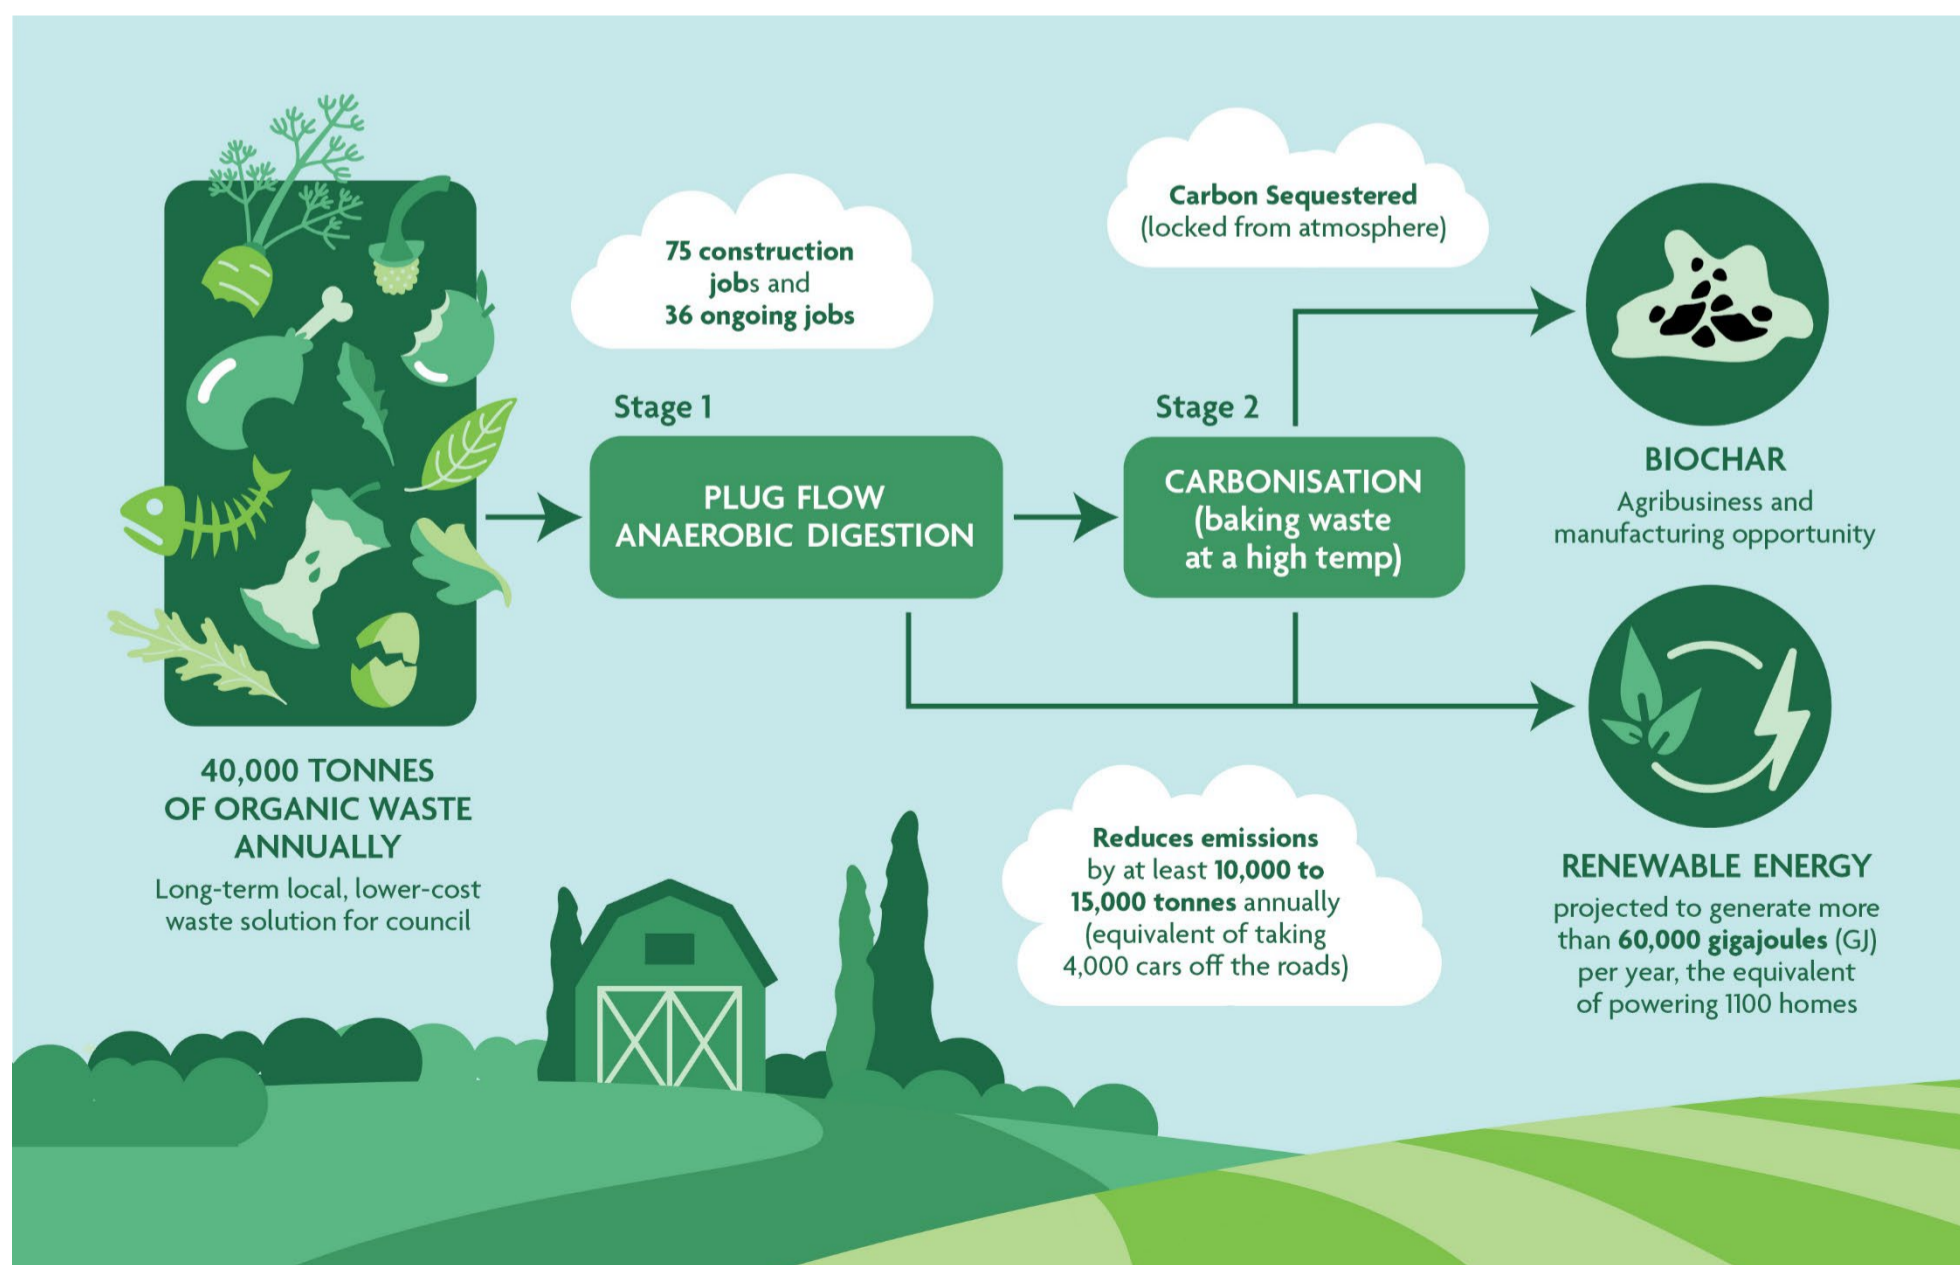 40,000 TONNES
OF ORGANIC WASTE
ANNUALLY
Long-term local, lower-cost
waste solution for council
75 construction
jobs and
36 ongoing jobs
Stage 1
PLUG FLOW
ANAEROBIC DIGESTION
Carbon Sequestered
(locked from atmosphere)
Stage 2
CARBONISATION
(baking waste
at a high temp)
BIOCHAR
Agribusiness and
manufacturing opportunity
Reduces emissions
by at least 10,000 to
15,000 tonnes annually
(equivalent of taking
4,000 cars off the roads)
RENEWABLE ENERGY
projected to generate more
than 60,000 gigajoules (GJ)
per year, the equivalent
of powering 1100 homes